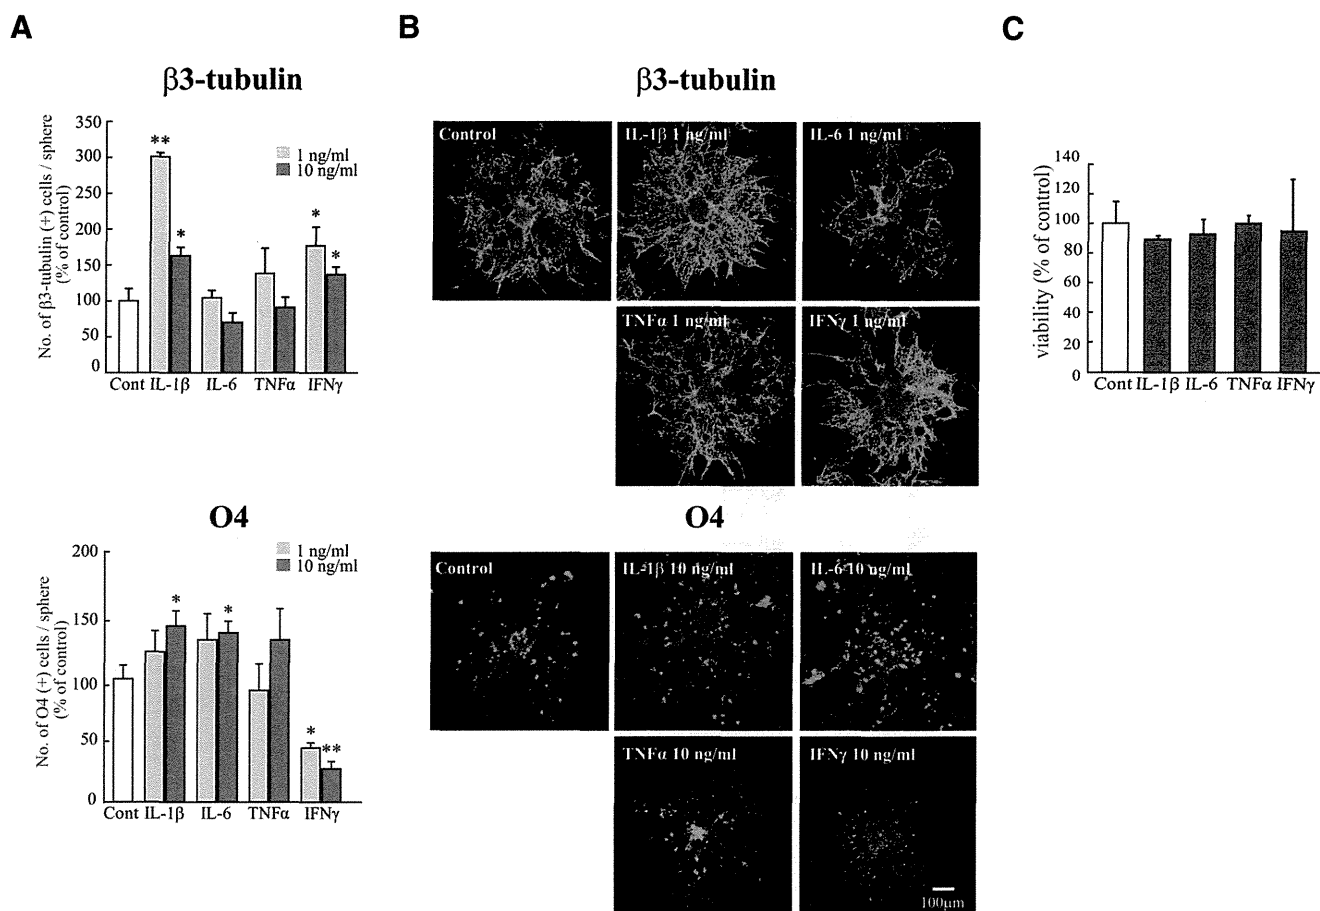 A
β3-tubulin
No. of β3-tubulin (+) cells / sphere
(% of control)
350
300
250
200
150
100
50
0
**
*
*
*
1 ng/ml
10 ng/ml
Cont IL-1β IL-6 TNFα IFNγ
O4
No. of O4 (+) cells / sphere
(% of control)
200
150
100
50
0
*
*
*
**
1 ng/ml
10 ng/ml
Cont IL-1β IL-6 TNFα IFNγ
B
β3-tubulin
Control
IL-1β 1 ng/ml
IL-6 1 ng/ml
TNFα 1 ng/ml
IFNγ 1 ng/ml
O4
Control
IL-1β 10 ng/ml
IL-6 10 ng/ml
TNFα 10 ng/ml
IFNγ 10 ng/ml
100μm
C
viability (% of control)
140
120
100
80
60
40
20
0
Cont IL-1β IL-6 TNFα IFNγ